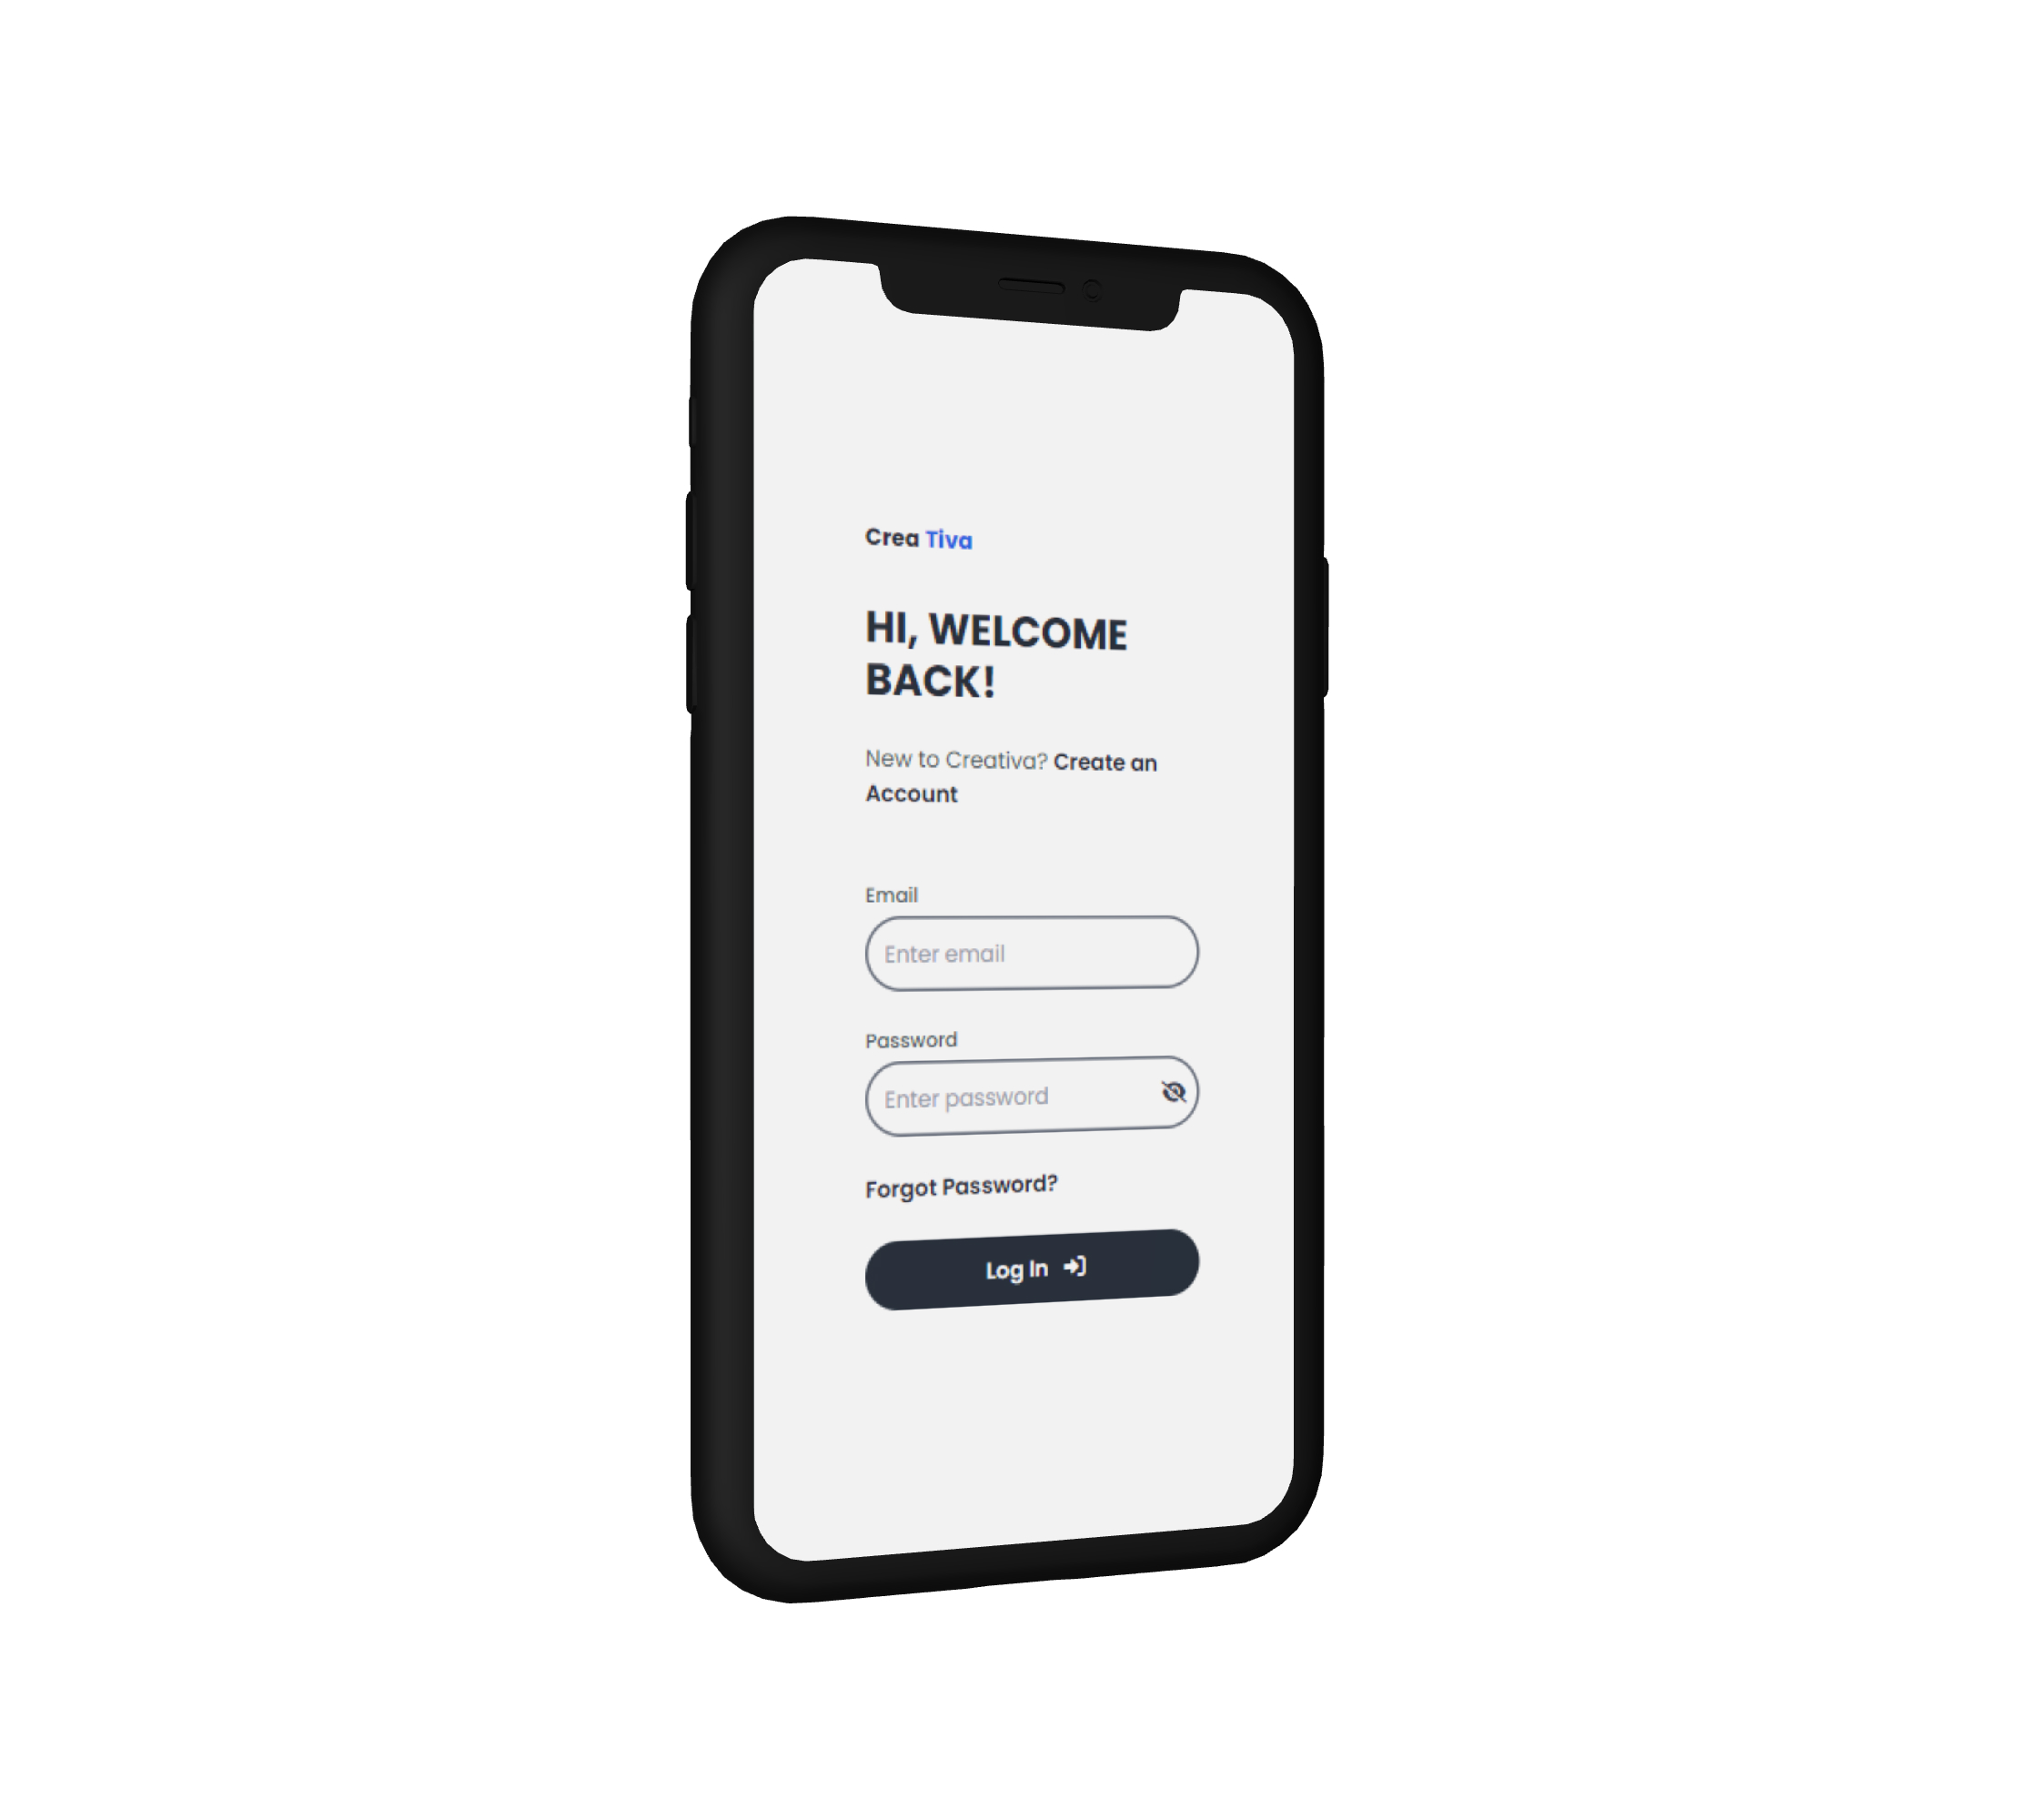 Crea Tiva
HI, WELCOME
BACK!
New to Creativa? Create an
Account
Email
Enter email
Password
Enter password
Forgot Password?
Log In